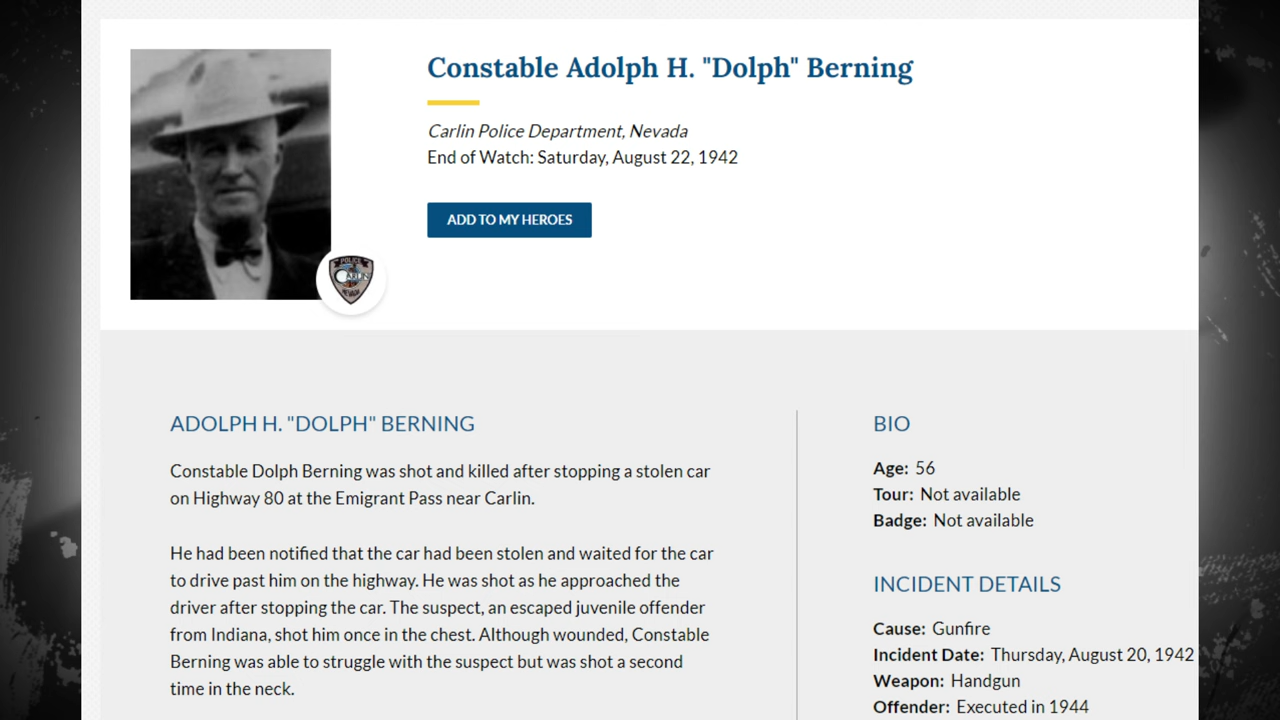 Constable Adolph H. "Dolph" Berning
Carlin Police Department, Nevada
End of Watch: Saturday, August 22, 1942
ADD TO MY HEROES
POLICE
CARLIN
NEVADA
ADOLPH H. "DOLPH" BERNING
Constable Dolph Berning was shot and killed after stopping a stolen car
on Highway 80 at the Emigrant Pass near Carlin.
He had been notified that the car had been stolen and waited for the car
to drive past him on the highway. He was shot as he approached the
driver after stopping the car. The suspect, an escaped juvenile offender
from Indiana, shot him once in the chest. Although wounded, Constable
Berning was able to struggle with the suspect but was shot a second
time in the neck.
BIO
Age: 56
Tour: Not available
Badge: Not available
INCIDENT DETAILS
Cause: Gunfire
Incident Date: Thursday, August 20, 1942
Weapon: Handgun
Offender: Executed in 1944